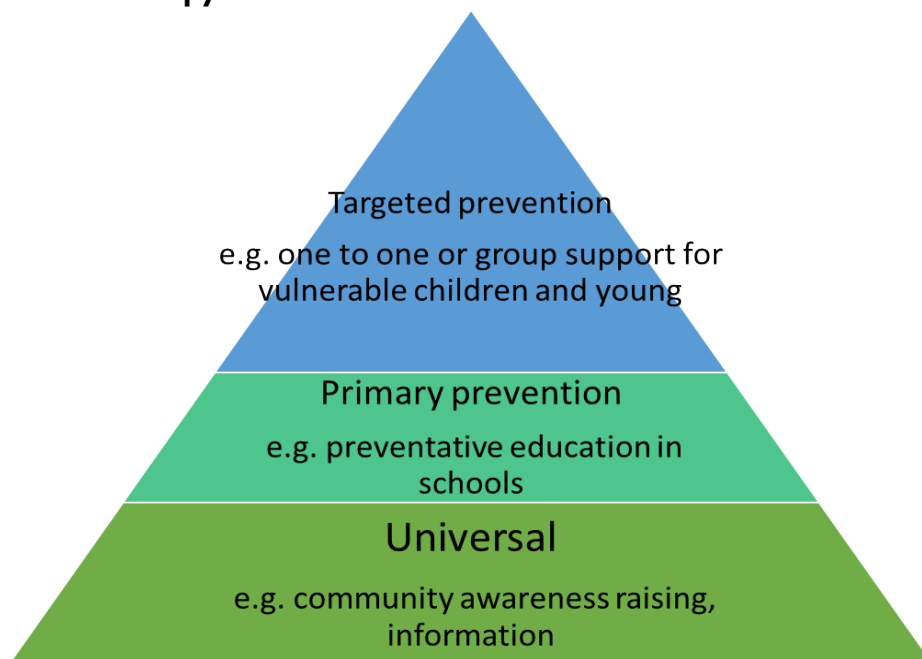 Targeted prevention
e.g. one to one or group support for
vulnerable children and young
Primary prevention
e.g. preventative education in
schools
Universal
e.g. community awareness raising,
information